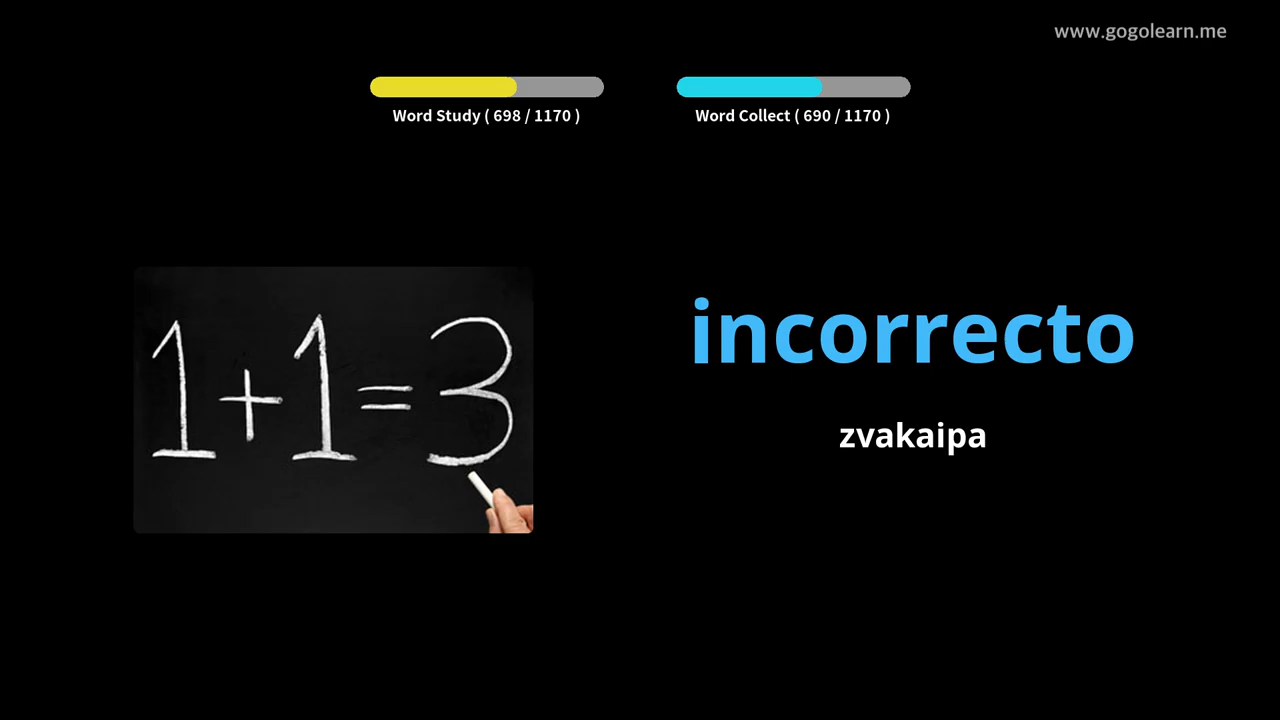 www.gogolearn.me
Word Study ( 698 / 1170 )
Word Collect ( 690 / 1170 )
1+1=3
incorrecto
zvakaipa